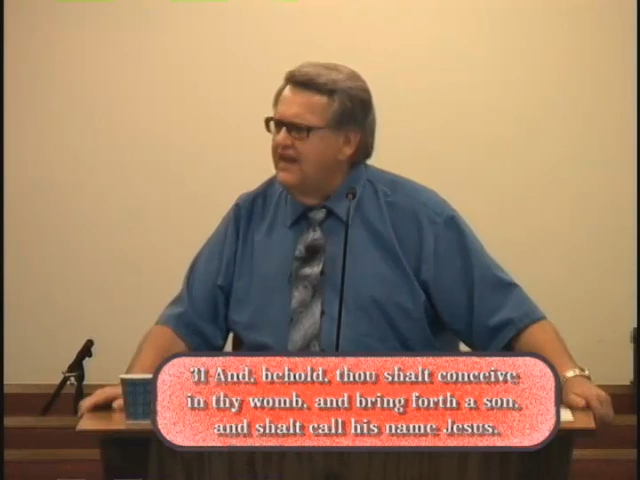 31 And, behold, thou shalt conceive
in thy womb, and bring forth a son,
and shalt call his name Jesus.